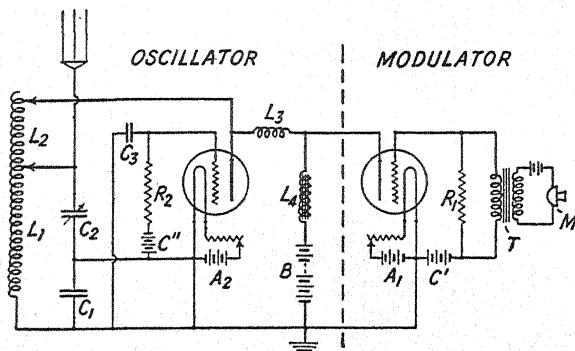 OSCILLATOR
MODULATOR
L3
L2
C3
R2
L4
R1
M
T
L1
C2
C"
A2
B
A1
C'
C1